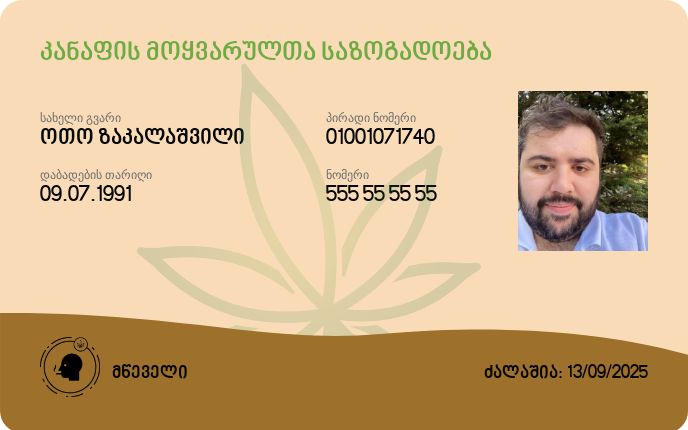 კანაფის მოყვარულთა საზოგადოება
სახელი გვარი
ოთო ზაკალაშვილი
პირადი ნომერი
01001071740
დაბადების თარიღი
09.07.1991
ნომერი
555 55 55 55
მწეველი
ძალაშია: 13/09/2025